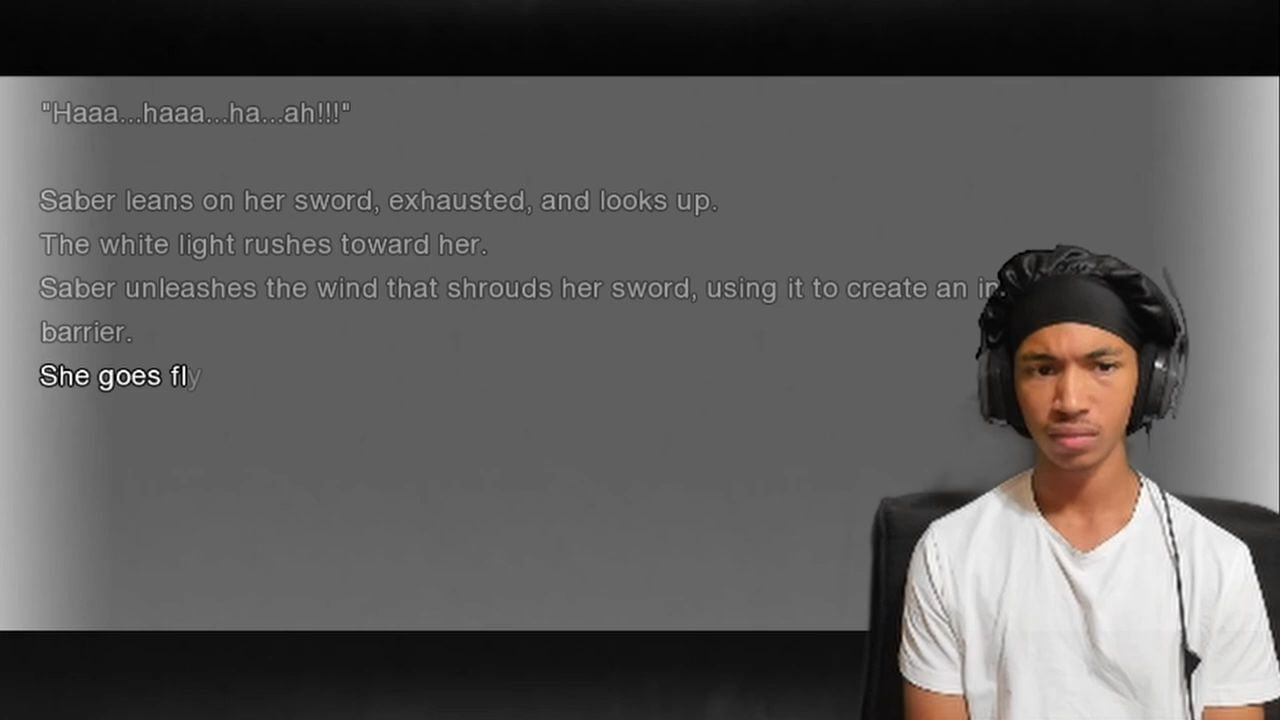 "Haaa...haaa...ha...ah!!!"
Saber leans on her sword, exhausted, and looks up.
The white light rushes toward her.
Saber unleashes the wind that shrouds her sword, using it to create an
barrier.
She goes fly